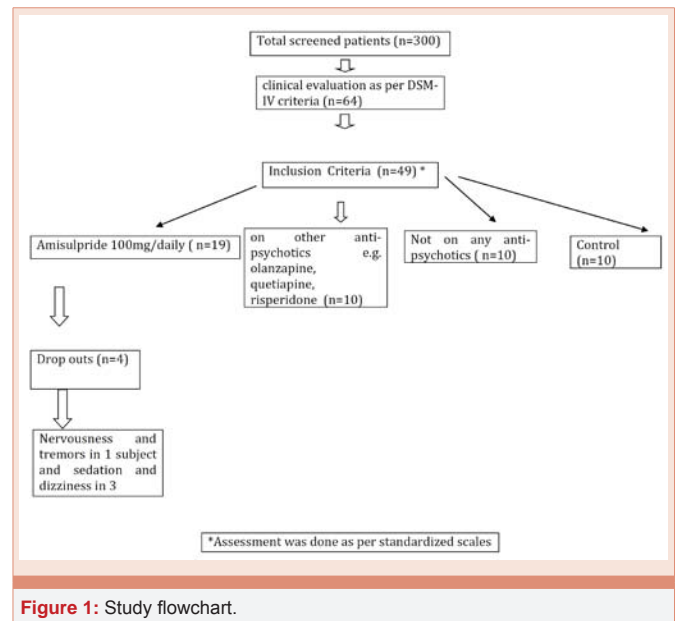 Total screened patients (n=300)
clinical evaluation as per DSM-
IV criteria (n=64)
Inclusion Criteria (n=49) *
Amisulpride 100mg/daily ( n=19)
on other anti-
psychotics e.g.
olanzapine,
quetiapine,
risperidone (n=10)
Not on any anti-
psychotics ( n=10)
Control
(n=10)
Drop outs (n=4)
Nervousness and
tremors in 1 subject
and sedation and
dizziness in 3
*Assessment was done as per standardized scales
Figure 1: Study flowchart.